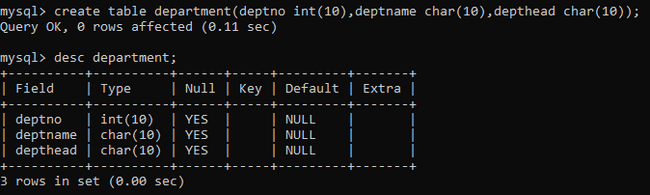 mysql> create table department(deptno int(10),deptname char(10),depthead char(10));
Query OK, 0 rows affected (0.11 sec)

mysql> desc department;
+----------+----------+------+-----+---------+-------+
| Field    | Type     | Null | Key | Default | Extra |
+----------+----------+------+-----+---------+-------+
| deptno   | int(10)  | YES  |     | NULL    |       |
| deptname | char(10) | YES  |     | NULL    |       |
| depthead | char(10) | YES  |     | NULL    |       |
+----------+----------+------+-----+---------+-------+
3 rows in set (0.00 sec)